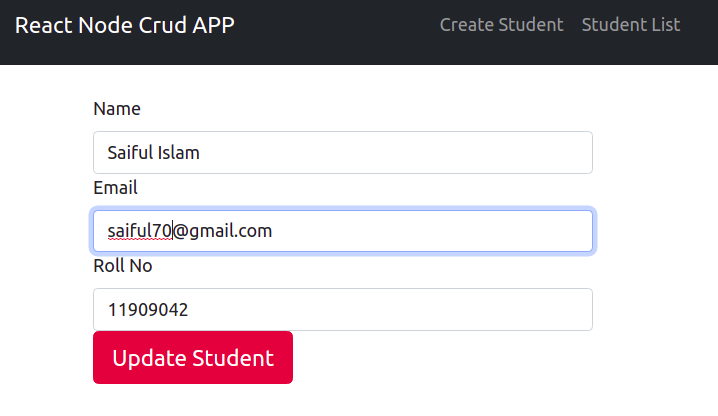 React Node Crud APP
Create Student
Student List
Name
Saiful Islam
Email
saiful70@gmail.com
Roll No
11909042
Update Student